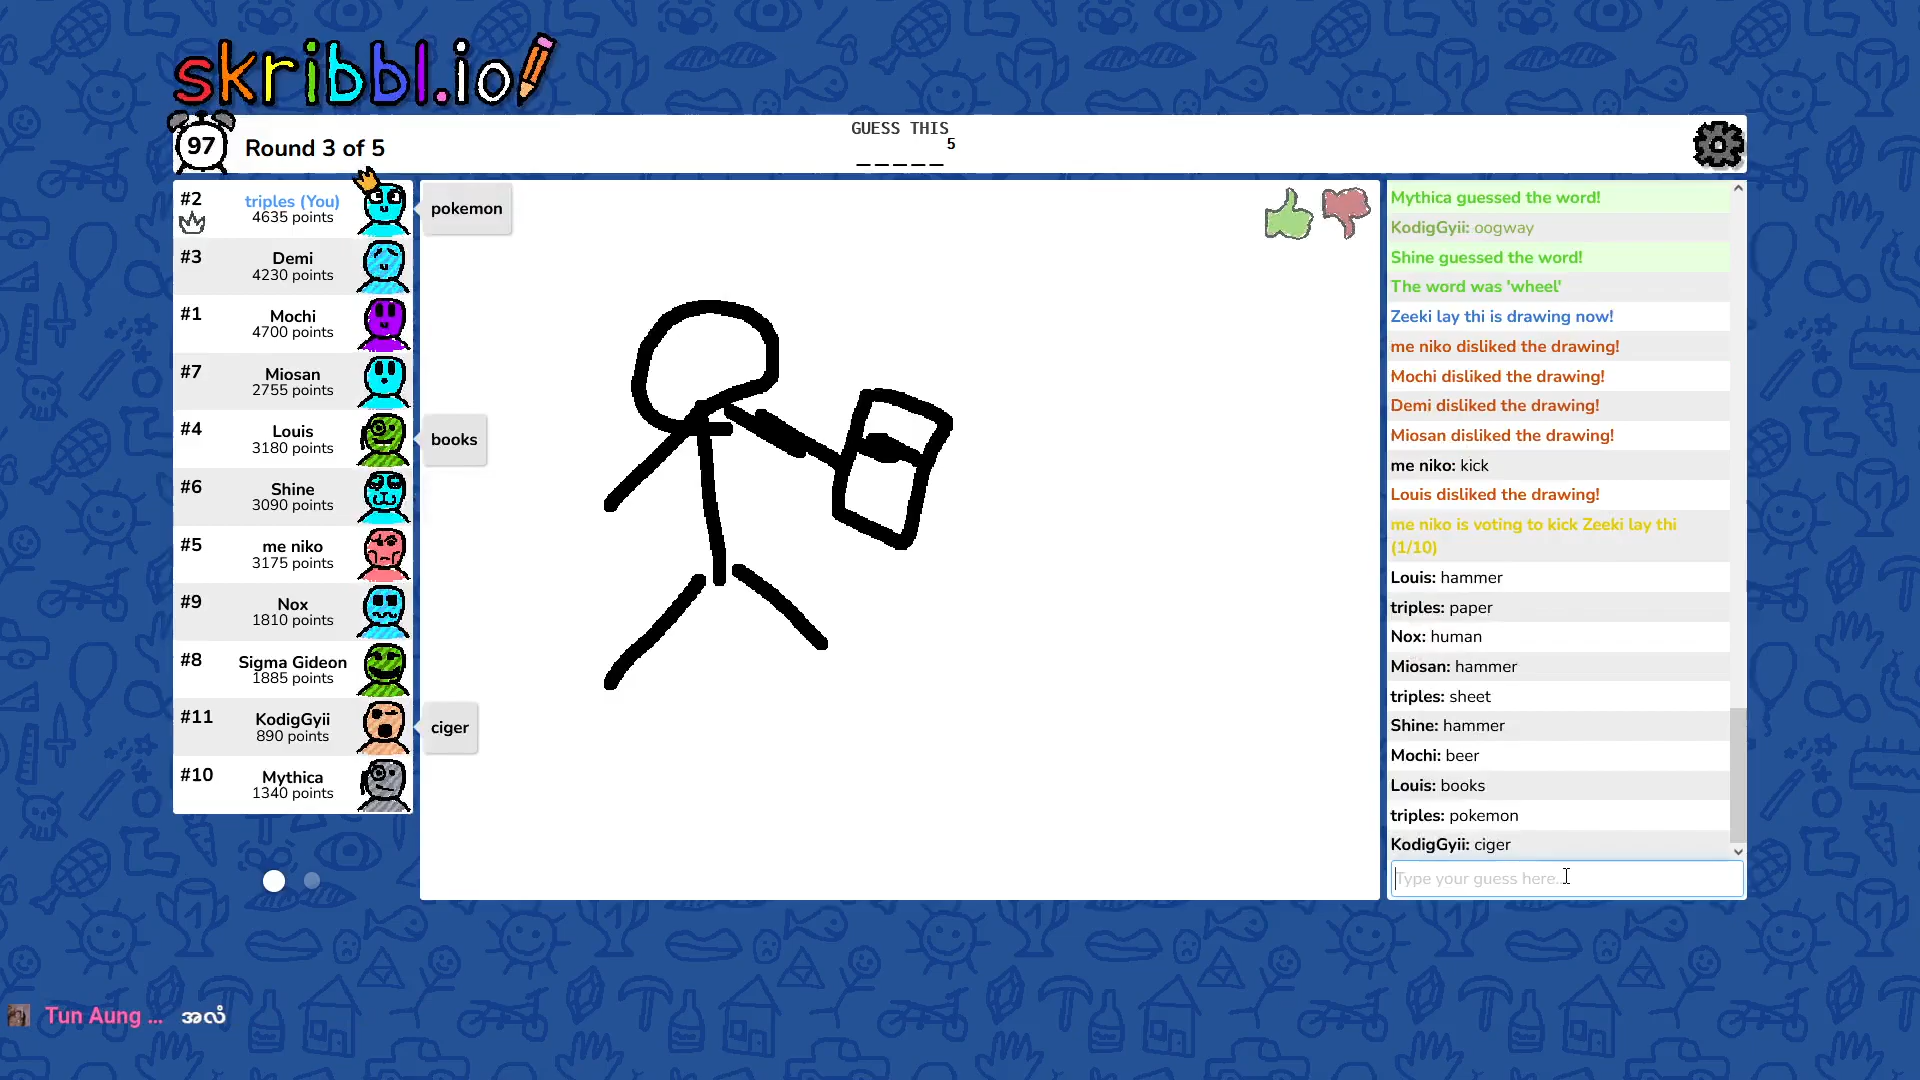 skribbl.io
97
Round 3 of 5
GUESS THIS
5
_ _ _ _ _
#2
triples (You)
4635 points
pokemon
#3
Demi
4230 points
#1
Mochi
4700 points
#7
Miosan
2755 points
#4
Louis
3180 points
books
#6
Shine
3090 points
#5
me niko
3175 points
#9
Nox
1810 points
#8
Sigma Gideon
1885 points
#11
KodigGyii
890 points
ciger
#10
Mythica
1340 points
Mythica guessed the word!
KodigGyii: oogway
Shine guessed the word!
The word was 'wheel'
Zeeki lay thi is drawing now!
me niko disliked the drawing!
Mochi disliked the drawing!
Demi disliked the drawing!
Miosan disliked the drawing!
me niko: kick
Louis disliked the drawing!
me niko is voting to kick Zeeki lay thi
(1/10)
Louis: hammer
triples: paper
Nox: human
Miosan: hammer
triples: sheet
Shine: hammer
Mochi: beer
Louis: books
triples: pokemon
KodigGyii: ciger
Type your guess here...
Tun Aung ... အလံ